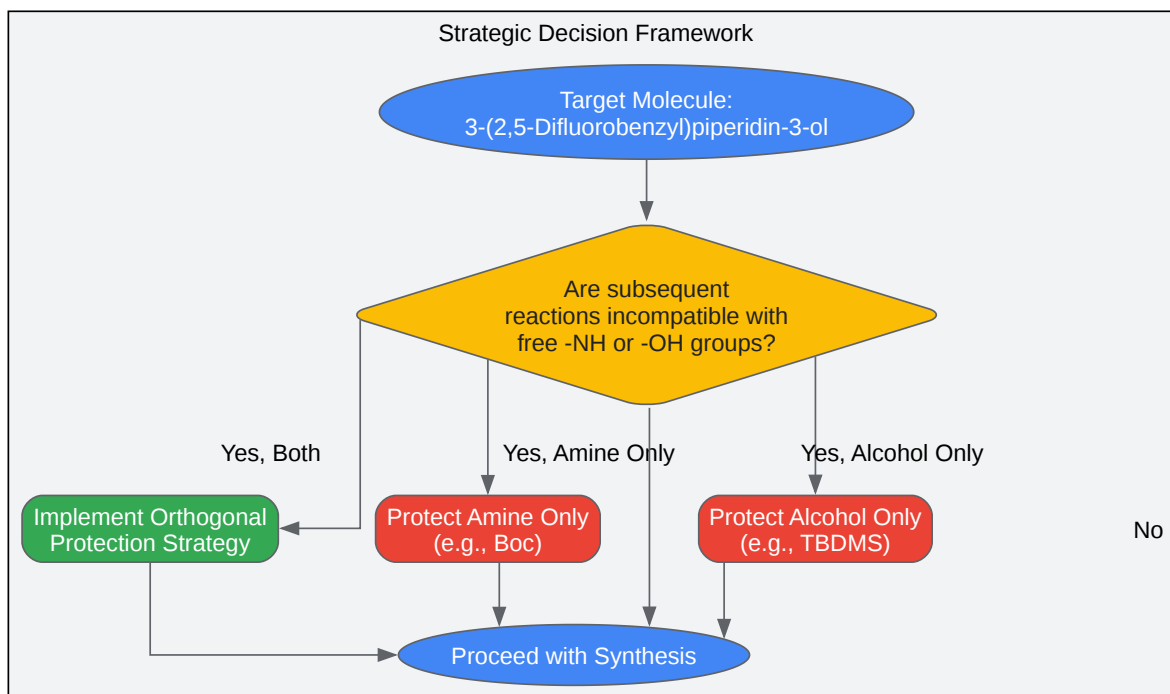 Strategic Decision Framework
Target Molecule:
3-(2,5-Difluorobenzyl)piperidin-3-ol
Are subsequent
reactions incompatible with
free -NH or -OH groups?
Yes, Both
Yes, Amine Only
Yes, Alcohol Only
Implement Orthogonal
Protection Strategy
Protect Amine Only
(e.g., Boc)
Protect Alcohol Only
(e.g., TBDMS)
No
Proceed with Synthesis